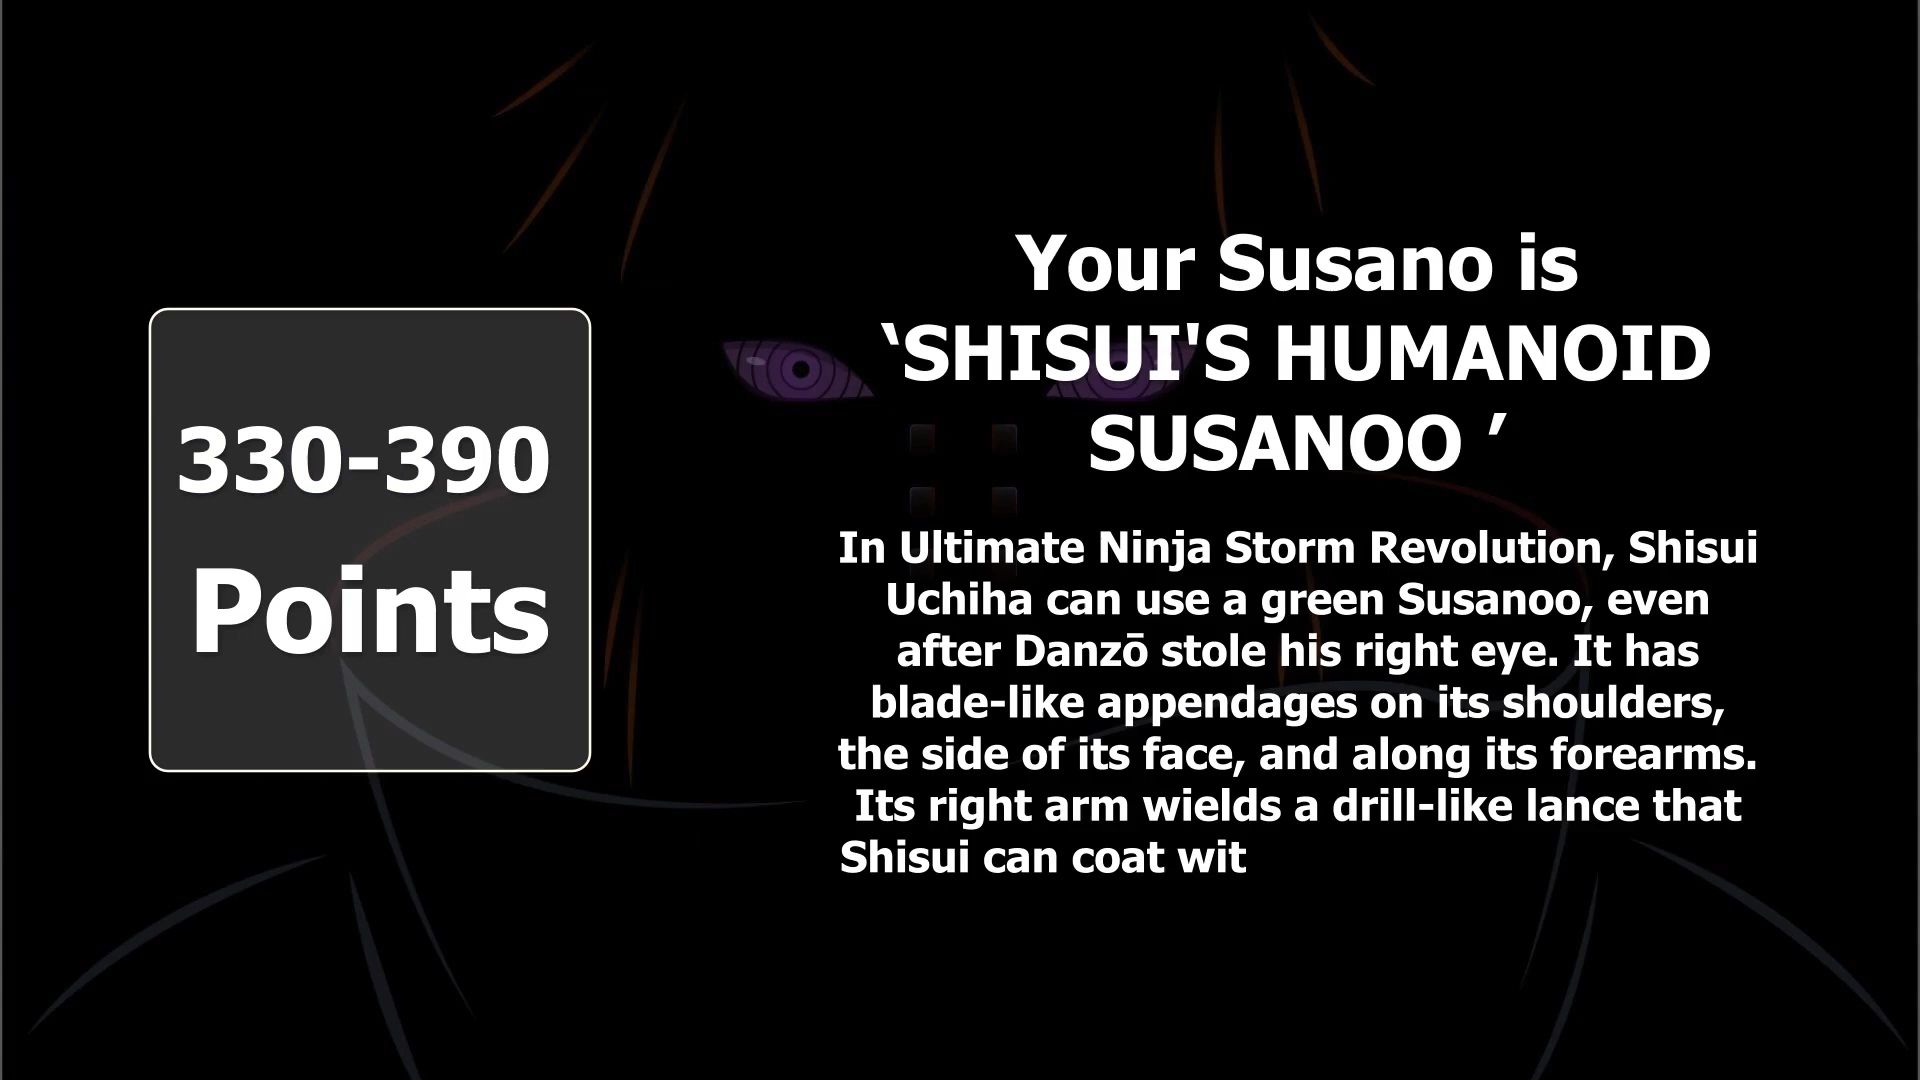 330-390
Points
Your Susano is
‘SHISUI'S HUMANOID
SUSANOO ’
In Ultimate Ninja Storm Revolution, Shisui
Uchiha can use a green Susanoo, even
after Danzō stole his right eye. It has
blade-like appendages on its shoulders,
the side of its face, and along its forearms.
Its right arm wields a drill-like lance that
Shisui can coat wit